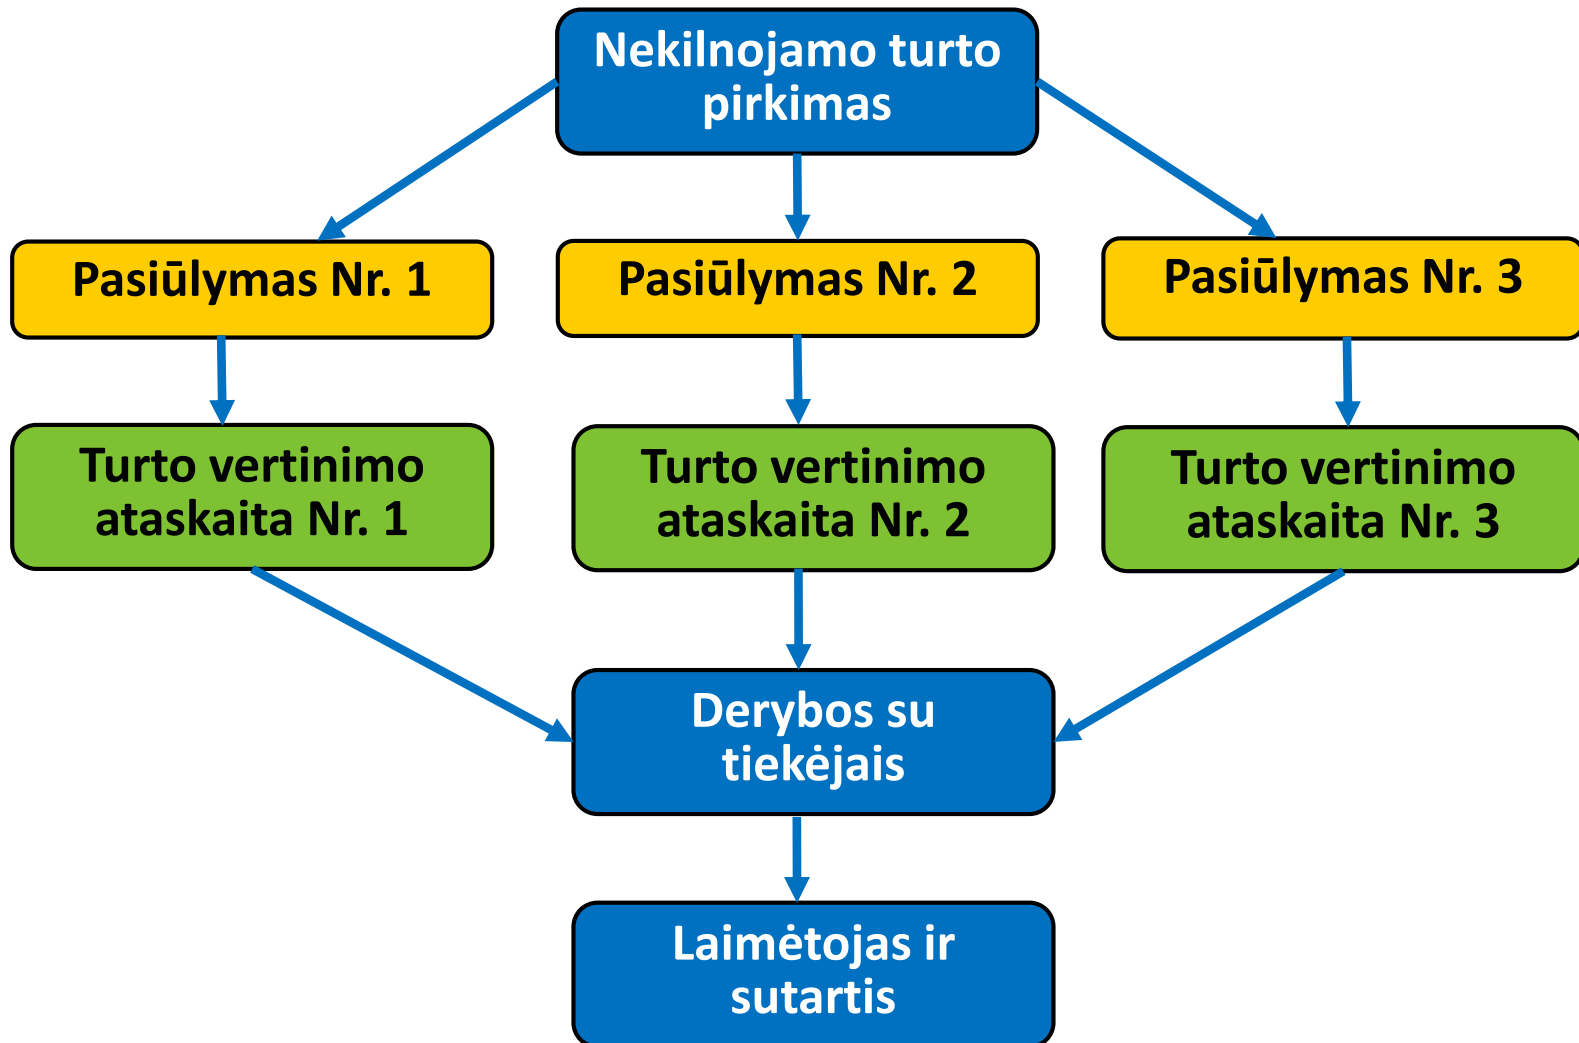 Nekilnojamo turto
pirkimas
Pasiūlymas Nr. 1
Pasiūlymas Nr. 2
Pasiūlymas Nr. 3
Turto vertinimo
ataskaita Nr. 1
Turto vertinimo
ataskaita Nr. 2
Turto vertinimo
ataskaita Nr. 3
Derybos su
tiekėjais
Laimėtojas ir
sutartis